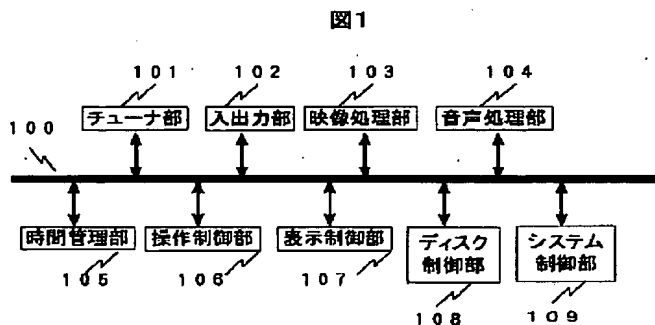 図1
101
102
103
104
チューナ部
入出力部
映像処理部
音声処理部
100
時間管理部
操作制御部
表示制御部
ディスク
制御部
システム
制御部
105
106
107
108
109